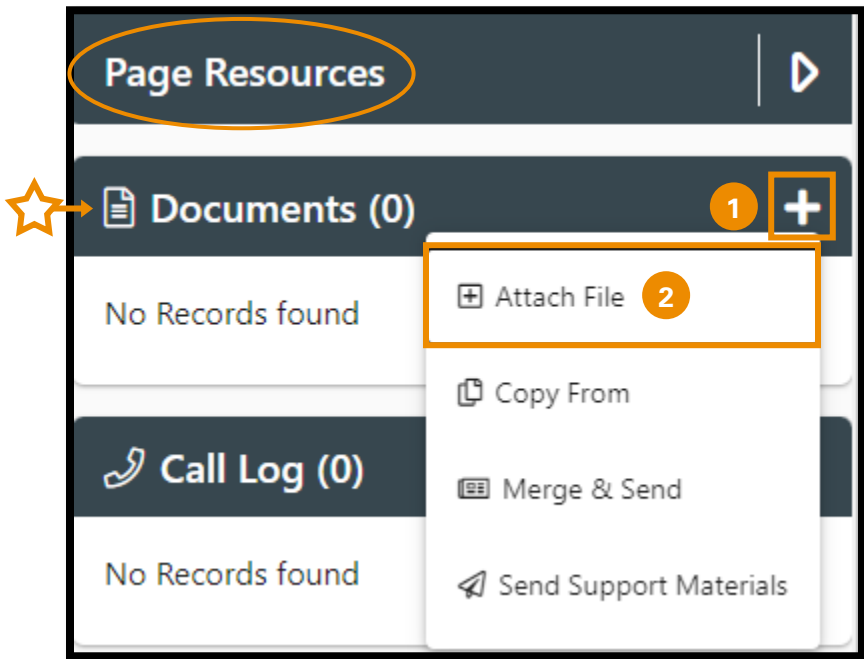 Page Resources
Documents (0)
1
No Records found
Attach File
2
Copy From
Call Log (0)
Merge & Send
No Records found
Send Support Materials